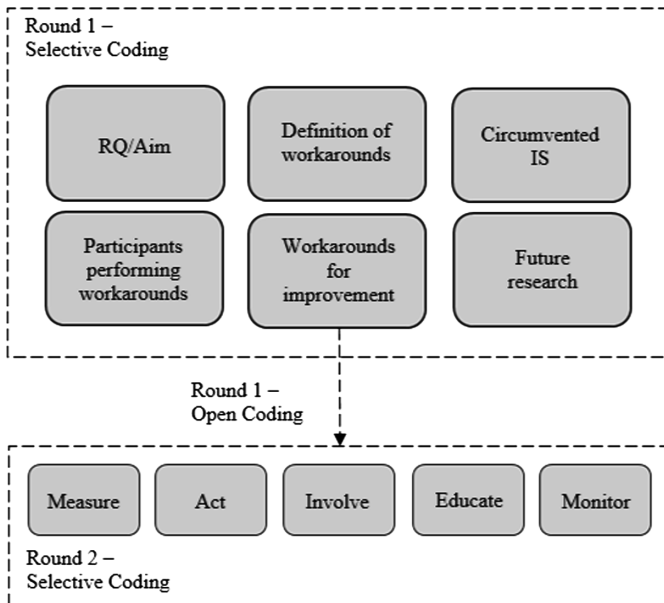 Round 1 –
Selective Coding
RQ/Aim
Definition of
workarounds
Circumvented
IS
Participants
performing
workarounds
Workarounds
for
improvement
Future
research
Round 1 –
Open Coding
Measure
Act
Involve
Educate
Monitor
Round 2 –
Selective Coding